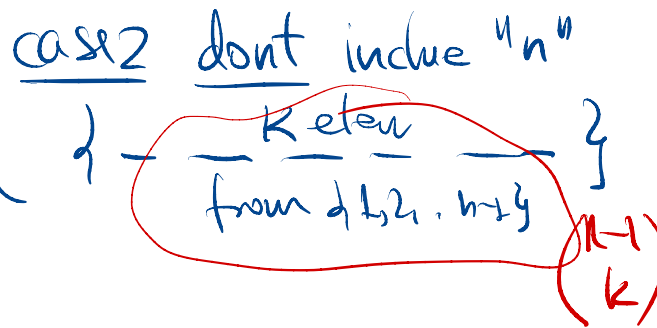 case2 dont inclue "n"
K elem
{ _ _ _ _ _ }
from {1,2, . n-1}
(n-1)
(k)